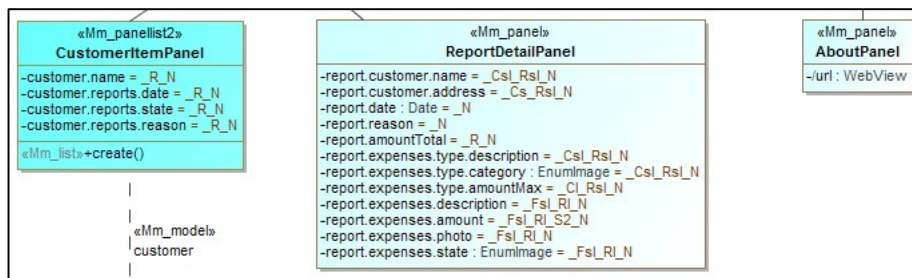 «Mm_panellist2»
CustomerItemPanel
-customer.name = _R_N
-customer.reports.date = _R_N
-customer.reports.state = _R_N
-customer.reports.reason = _R_N
«Mm_list»+create()
«Mm_model»
customer
«Mm_panel»
ReportDetailPanel
-report.customer.name = _CsI_RsI_N
-report.customer.address = _Cs_RsI_N
-report.date : Date = _N
-report.reason = _N
-report.amountTotal = _R_N
-report.expenses.type.description = _CsI_RsI_N
-report.expenses.type.category : EnumImage = _CsI_RsI_N
-report.expenses.type.amountMax = _CI_RsI_N
-report.expenses.description = _FsI_RI_N
-report.expenses.amount = _FsI_RI_S2_N
-report.expenses.photo = _FsI_RI_N
-report.expenses.state : EnumImage = _FsI_RI_N
«Mm_panel»
AboutPanel
-/url : WebView